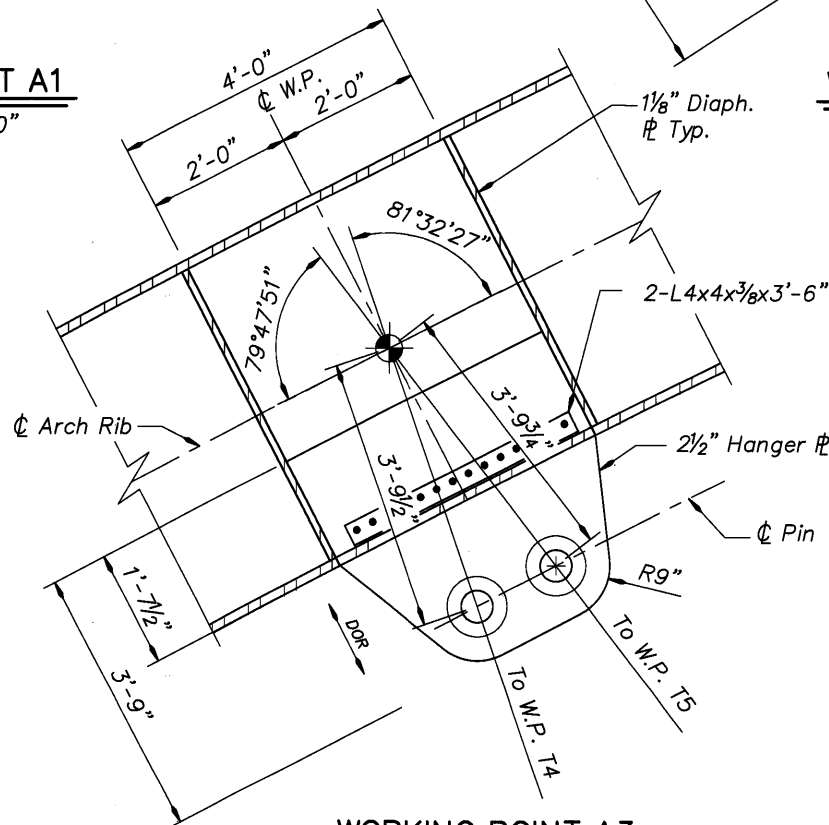 T A1
0"
4'-0"
℄ W.P.
2'-0"
2'-0"
1⅛" Diaph.
℄ Typ.
81°32'27"
79°47'51"
2-L4x4x⅜x3'-6"
℄ Arch Rib
3'-9¾"
3'-9½"
2½" Hanger ⅊
℄ Pin
R9"
1'-7½"
DOR
3'-9"
To W.P. T5
To W.P. T4
WORKING POINT A3